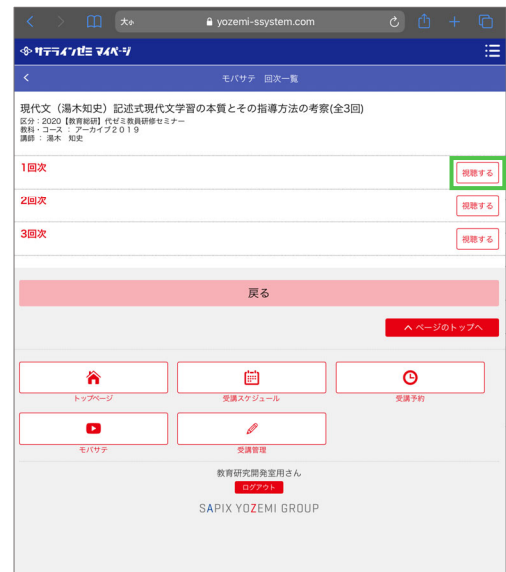 大小
yozemi-ssystem.com
サテラインゼミ マイページ
モバサテ 回次一覧
現代文（湯木知史）記述式現代文学習の本質とその指導方法の考察(全3回)
区分：2020【教育総研】代ゼミ教員研修セミナー
教科・コース ： アーカイブ2019
講師 ： 湯木 知史
1回次
視聴する
2回次
視聴する
3回次
視聴する
戻る
ページのトップへ
トップページ
受講スケジュール
受講予約
モバサテ
受講管理
教育研究開発室用さん
ログアウト
SAPIX YOZEMI GROUP